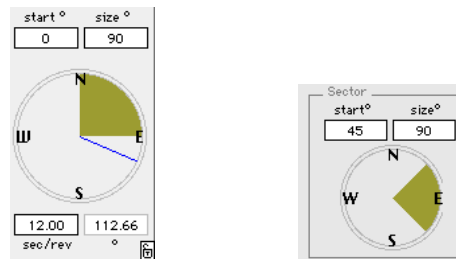 start ° size °
0 90
N
W E
S
12.00 112.66
sec/rev °
Sector
start° size°
45 90
N
W E
S